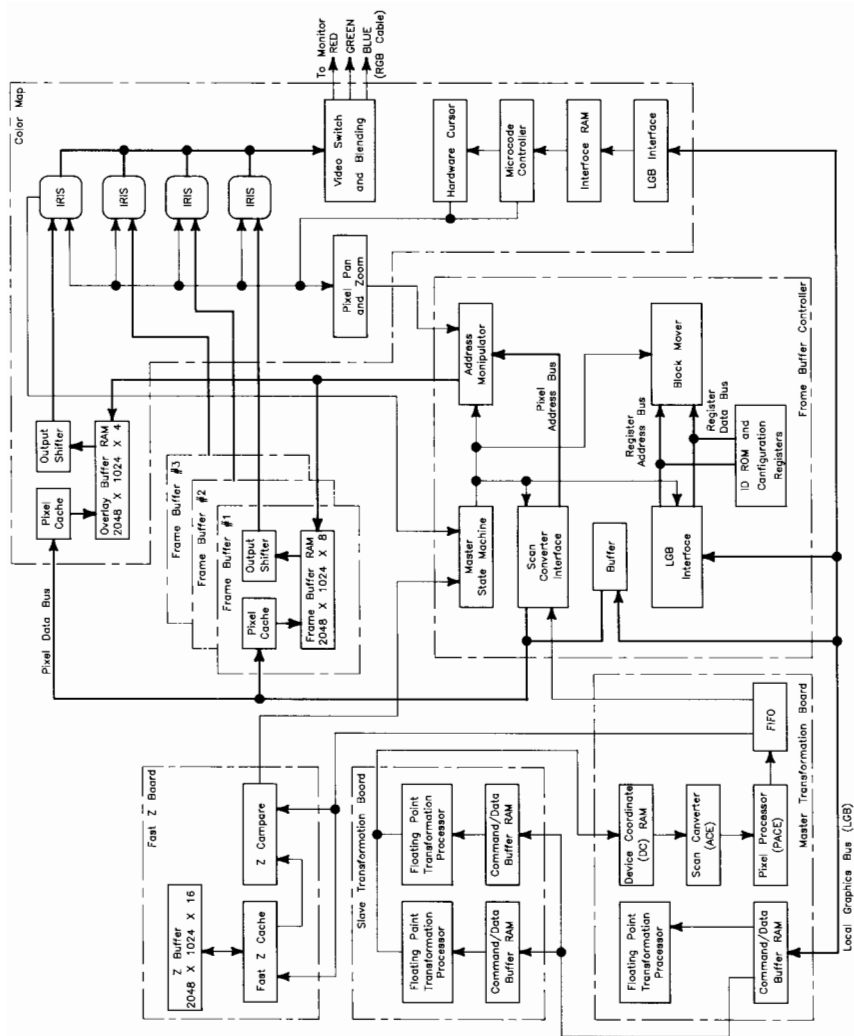 Color Map
To Monitor
RED
GREEN
BLUE
(RGB Cable)
IRIS
IRIS
IRIS
IRIS
Video Switch
and Blending
Hardware Cursor
Microcode
Controller
Interface RAM
LGB Interface
Pixel Pan
and Zoom
Output
Shifter
Pixel
Cache
Overlay Buffer RAM
2048 X 1024 X 4
Pixel Data Bus
Frame Buffer #3
Frame Buffer #2
Frame Buffer #1
Output
Shifter
Pixel
Cache
Frame Buffer RAM
2048 X 1024 X 8
Address
Manipulator
Master
State Machine
Pixel
Address Bus
Scan
Converter
Interface
Block Mover
Register
Address Bus
Register
Data Bus
Buffer
LGB
Interface
ID ROM and
Configuration
Registers
Frame Buffer Controller
Fast Z Board
Z Buffer
2048 X 1024 X 16
Z Compare
Fast Z Cache
Slave Transformation Board
Floating Point
Transformation
Processor
Command/Data
Buffer RAM
Floating Point
Transformation
Processor
Command/Data
Buffer RAM
Device Coordinate
(DC) RAM
Scan Converter
(ACE)
Pixel Processor
(PACE)
FIFO
Floating Point
Transformation
Processor
Command/Data
Buffer RAM
Master Transformation Board
Local Graphics Bus (LGB)